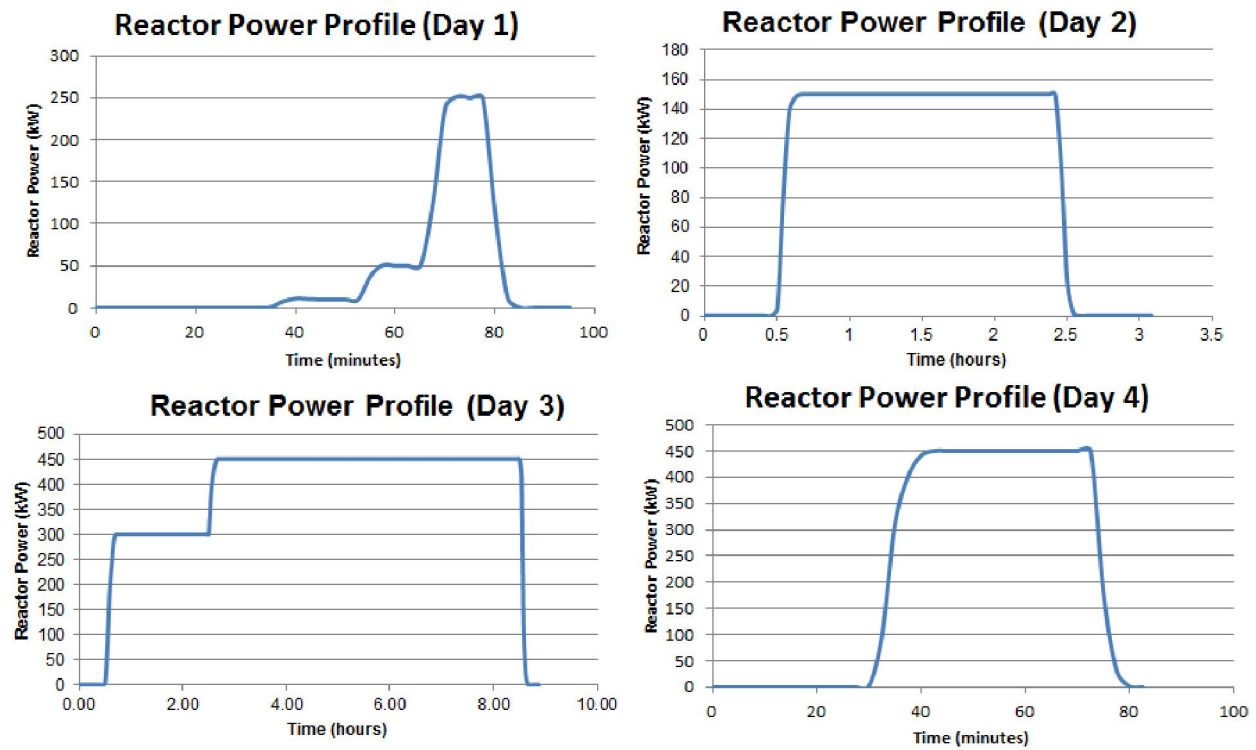 Reactor Power Profile (Day 1)
300
250
200
150
100
50
0
Reactor Power (kW)
0 20 40 60 80 100
Time (minutes)
Reactor Power Profile (Day 2)
180
160
140
120
100
80
60
40
20
0
Reactor Power (kW)
0 0.5 1 1.5 2 2.5 3 3.5
Time (hours)
Reactor Power Profile (Day 3)
500
450
400
350
300
250
200
150
100
50
0
Reactor Power (kW)
0.00 2.00 4.00 6.00 8.00 10.00
Time (hours)
Reactor Power Profile (Day 4)
500
450
400
350
300
250
200
150
100
50
0
Reactor Power (kW)
0 20 40 60 80 100
Time (minutes)